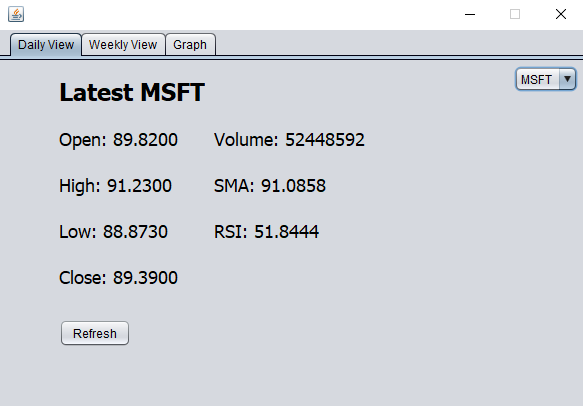 Daily View Weekly View Graph
MSFT
Latest MSFT
Open: 89.8200 Volume: 52448592
High: 91.2300 SMA: 91.0858
Low: 88.8730 RSI: 51.8444
Close: 89.3900
Refresh